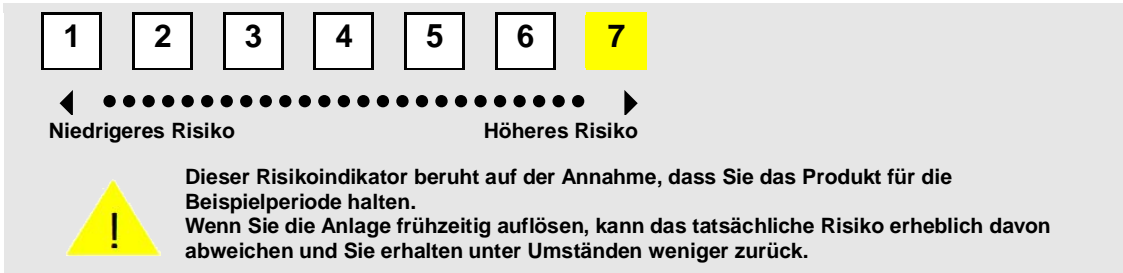 1 2 3 4 5 6 7
Niedrigeres Risiko Höheres Risiko
Dieser Risikoindikator beruht auf der Annahme, dass Sie das Produkt für die
Beispielperiode halten.
Wenn Sie die Anlage frühzeitig auflösen, kann das tatsächliche Risiko erheblich davon
abweichen und Sie erhalten unter Umständen weniger zurück.
!